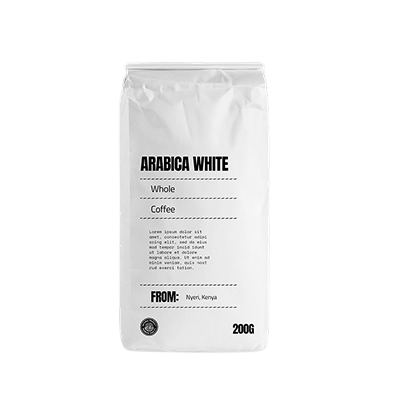 ARABICA WHITE
Whole
Coffee
Lorem ipsum dolor sit
amet, consectetur adipi
scing elit, sed do eius
mod tempor incid idunt
ut labore et dolore
magna aliqua. Ut enim ad
minim veniam, quis nost
rud exerci tation.
FROM: Nyeri, Kenya
200G